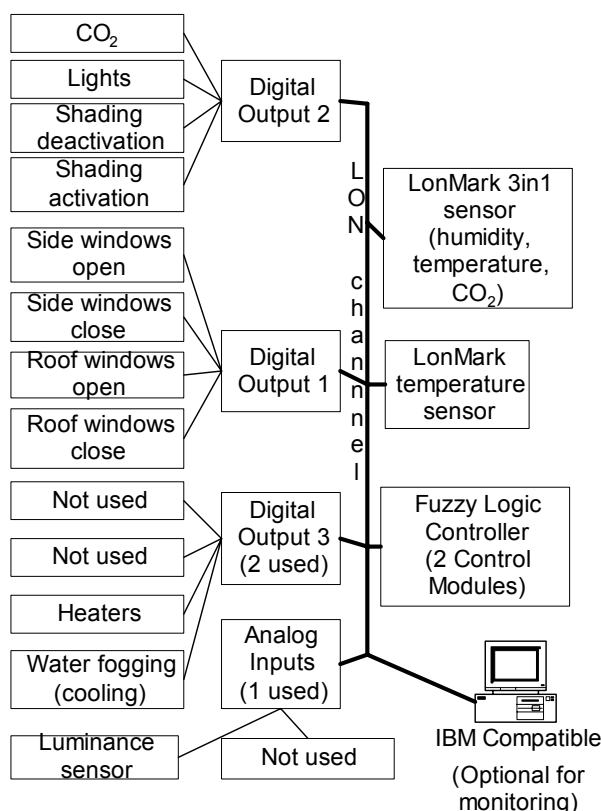 CO₂
Lights
Shading
deactivation
Shading
activation
Digital
Output 2
LON channnel
LonMark 3in1
sensor
(humidity,
temperature,
CO₂)
Side windows
open
Side windows
close
Roof windows
open
Roof windows
close
Digital
Output 1
LonMark
temperature
sensor
Not used
Not used
Heaters
Water fogging
(cooling)
Digital
Output 3
(2 used)
Fuzzy Logic
Controller
(2 Control
Modules)
Analog
Inputs
(1 used)
Luminance
sensor
Not used
IBM Compatible
(Optional for
monitoring)